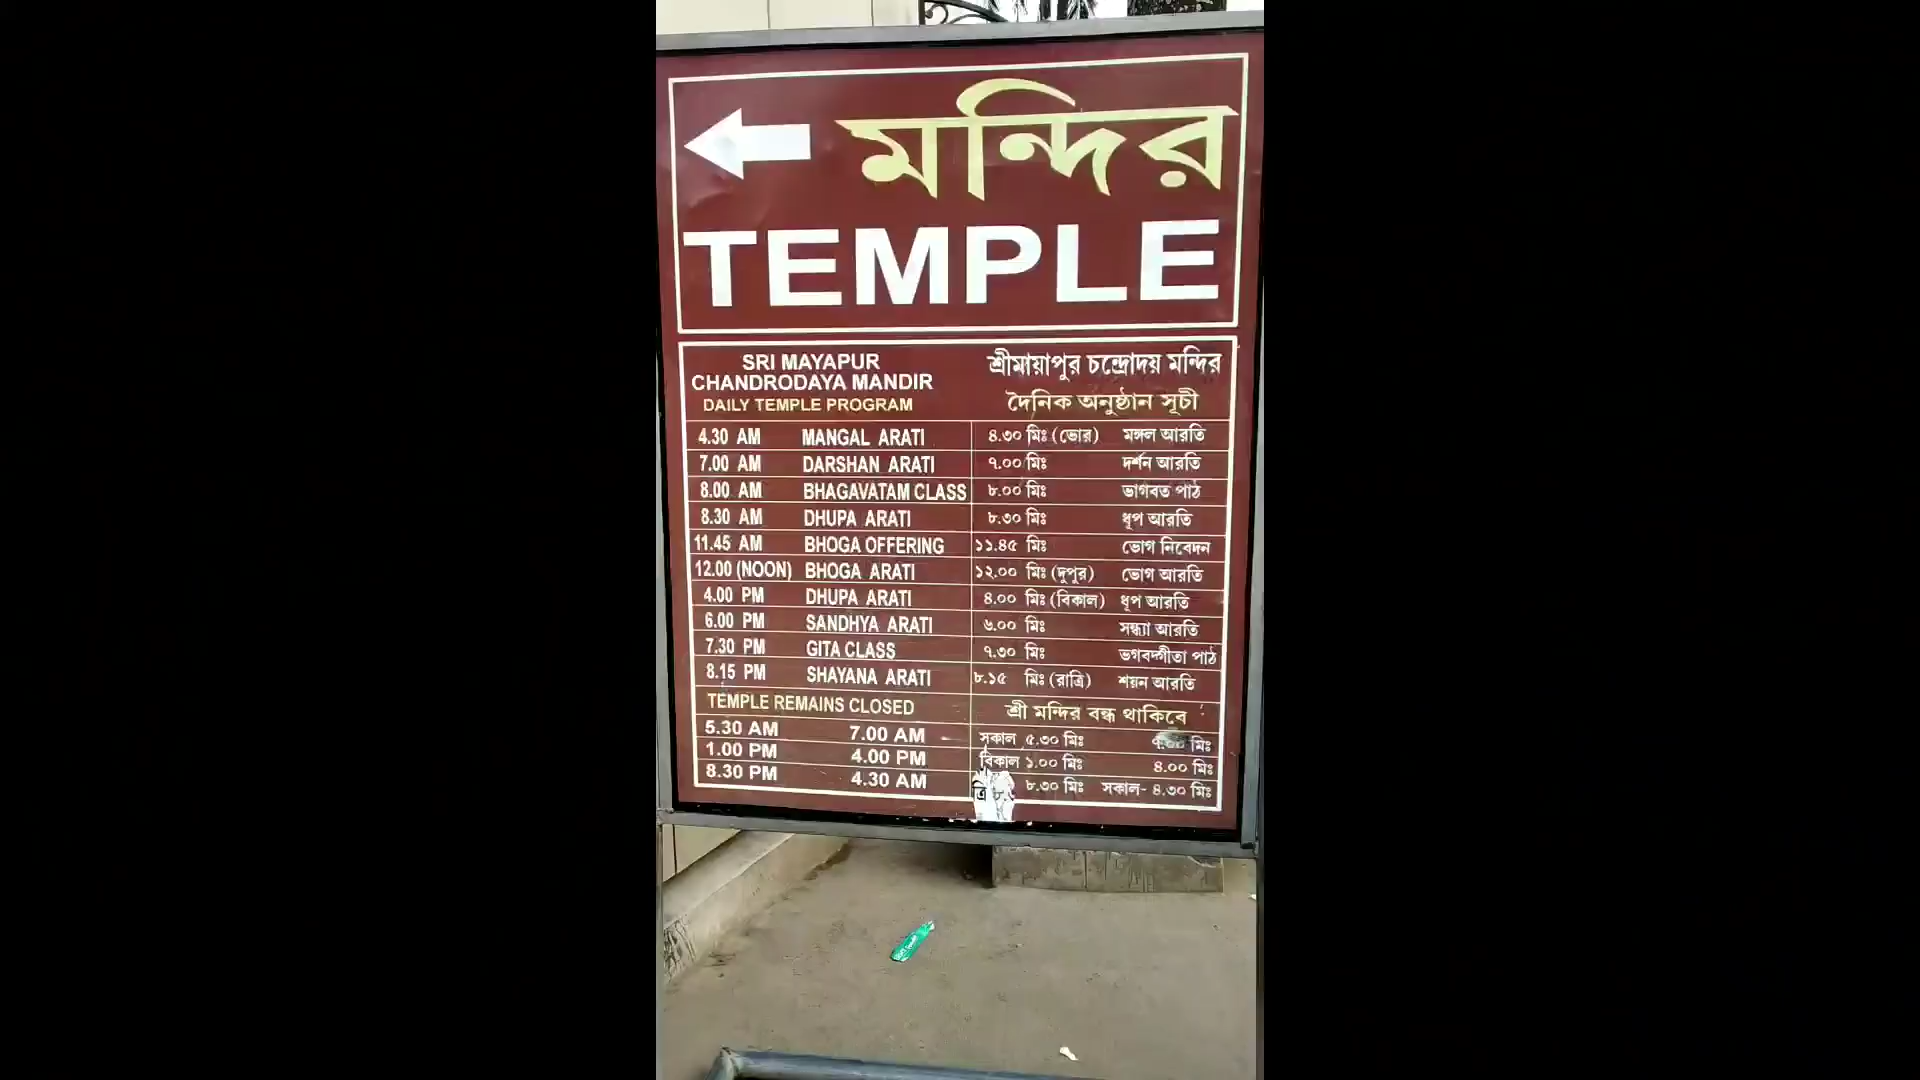 মন্দির
TEMPLE
SRI MAYAPUR
CHANDRODAYA MANDIR
DAILY TEMPLE PROGRAM
শ্রীমায়াপুর চন্দ্রোদয় মন্দির
দৈনিক অনুষ্ঠান সূচী
4.30 AM MANGAL ARATI ৪.৩০ মিঃ (ভোর) মঙ্গল আরতি
7.00 AM DARSHAN ARATI ৭.০০ মিঃ দর্শন আরতি
8.00 AM BHAGAVATAM CLASS ৮.০০ মিঃ ভাগবত পাঠ
8.30 AM DHUPA ARATI ৮.৩০ মিঃ ধূপ আরতি
11.45 AM BHOGA OFFERING ১১.৪৫ মিঃ ভোগ নিবেদন
12.00 (NOON) BHOGA ARATI ১২.০০ মিঃ (দুপুর) ভোগ আরতি
4.00 PM DHUPA ARATI ৪.০০ মিঃ (বিকাল) ধূপ আরতি
6.00 PM SANDHYA ARATI ৬.০০ মিঃ সন্ধ্যা আরতি
7.30 PM GITA CLASS ৭.৩০ মিঃ ভগবদ্গীতা পাঠ
8.15 PM SHAYANA ARATI ৮.১৫ মিঃ (রাত্রি) শয়ন আরতি
TEMPLE REMAINS CLOSED শ্রী মন্দির বন্ধ থাকিবে
5.30 AM 7.00 AM সকাল ৫.৩০ মিঃ ৭.০০ মিঃ
1.00 PM 4.00 PM বিকাল ১.০০ মিঃ ৪.০০ মিঃ
8.30 PM 4.30 AM ৮.৩০ মিঃ সকাল- ৪.৩০ মিঃ